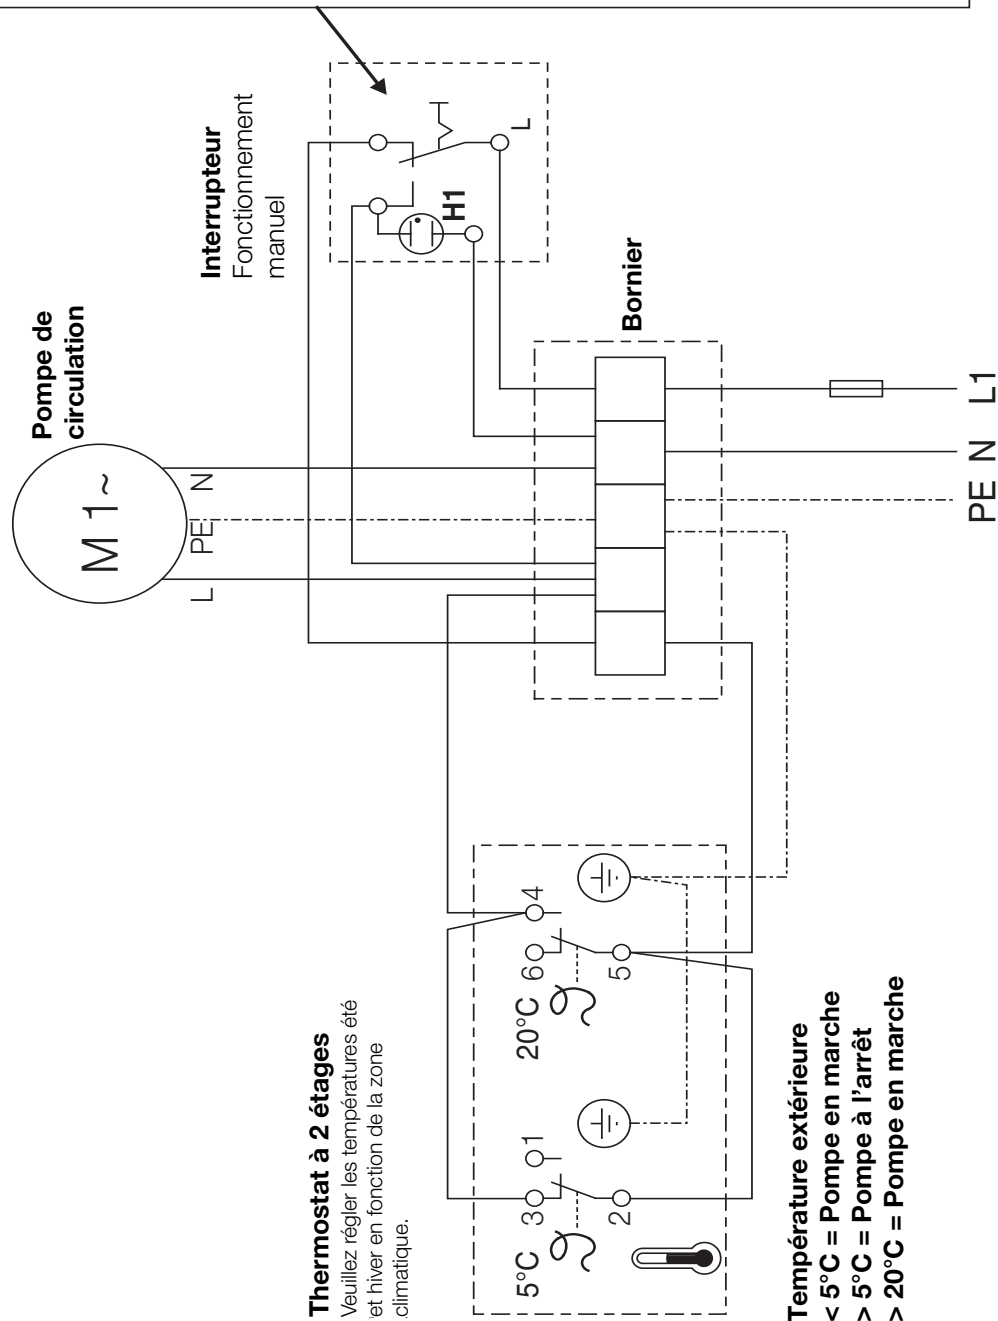 Pompe de
circulation
M 1~
L
PE
N
Interrupteur
Fonctionnement
manuel
H1
L
Bornier
PE
N
L1
Thermostat à 2 étages
Veuillez régler les températures été
et hiver en fonction de la zone
climatique.
5°C
3
1
2
20°C
6
4
5
Température extérieure
< 5°C = Pompe en marche
> 5°C = Pompe à l'arrêt
> 20°C = Pompe en marche